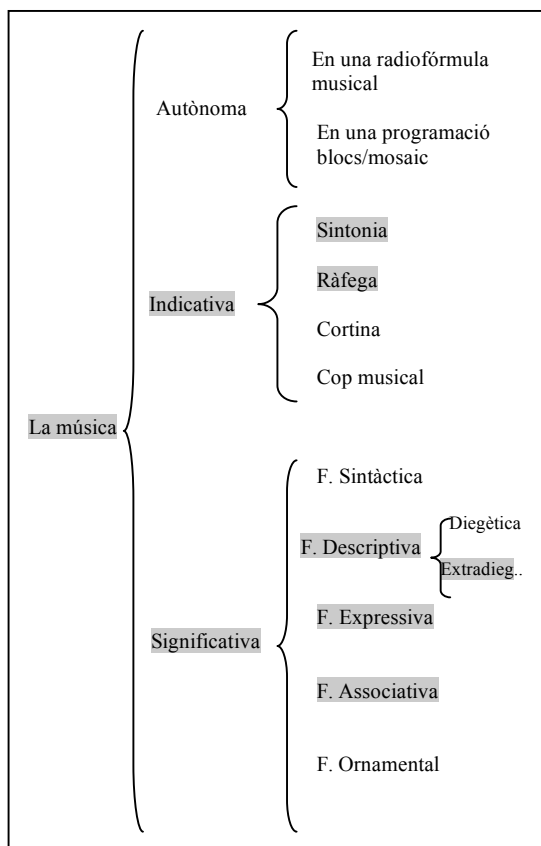 En una radiofórmula
musical
Autònoma
En una programació
blocs/mosaic
Sintonia
Ràfega
Indicativa
Cortina
Cop musical
La música
F. Sintàctica
Diegètica
F. Descriptiva
Extradieg..
F. Expressiva
Significativa
F. Associativa
F. Ornamental